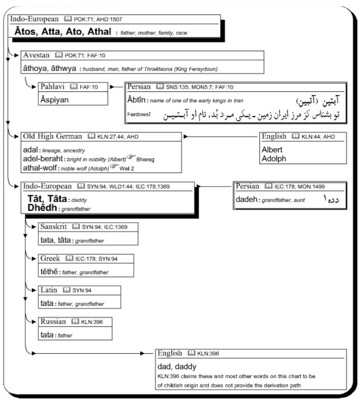 Indo-European POK:71; AHD:1507
Âtos, Atta, Ato, Athal : father, mother, family, race
Avestan FAF:10
âthoya, âthwya : husband, man, father of Thraêtaona (King Fereydoun)
Pahlavi FAF:10
Âspiyan
Persian SNS:135; MON:5,7; FAF:10
Âbtin : name of one of the early kings in Iran
آبتین (آتبین)
Ferdowsi
تو بشناس کز مرز ایران زمین ـ یکی مرد بُد، نام او آبتین
Old High German KLN:27,44; AHD
adal : lineage, ancestry
adel-beraht : bright in nobility (Albert) Bhereg
athal-wolf : noble wolf (Adolph) Wel 2
English KLN:44; AHD
Albert
Adolph
Indo-European SYN:94; WLD1:44; IEC:178,1369
Tât, Tâta : daddy
Dhêdh : grandfather
Persian IEC:178; MON:1499
dadeh : grandfather, aunt
دده ۱
Sanskrit SYN:94; IEC:1369
tata, tâta : grandfather
Greek IEC:178; SYN:94
têthê : grandfather
Latin SYN:94
tata : father, grandfather
Russian KLN:396
tata : father
English KLN:396
dad, daddy
KLN:396 claims these and most other words on this chart to be
of childish origin and does not provide the derivation path